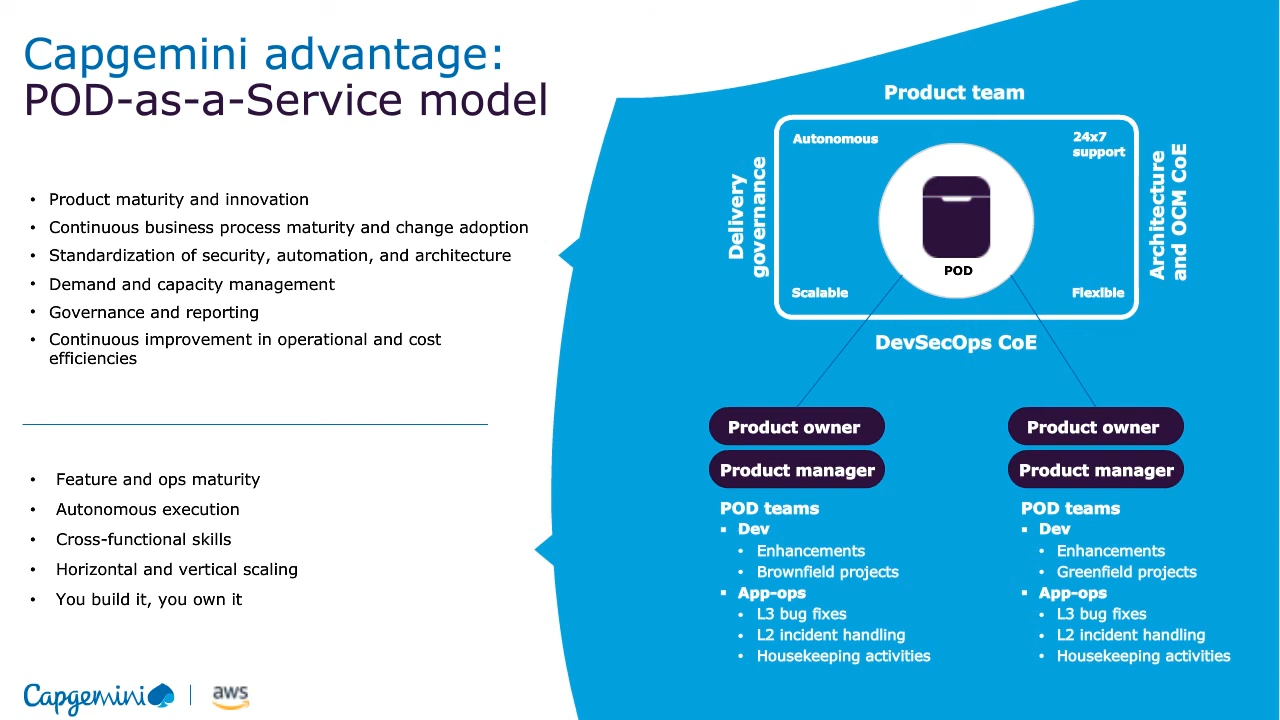 Capgemini advantage:
POD-as-a-Service model
• Product maturity and innovation
• Continuous business process maturity and change adoption
• Standardization of security, automation, and architecture
• Demand and capacity management
• Governance and reporting
• Continuous improvement in operational and cost
efficiencies
• Feature and ops maturity
• Autonomous execution
• Cross-functional skills
• Horizontal and vertical scaling
• You build it, you own it
Product team
Delivery
governance
Autonomous
24x7
support
POD
Scalable
Flexible
Architecture
and OCM CoE
DevSecOps CoE
Product owner
Product manager
POD teams
▪ Dev
• Enhancements
• Brownfield projects
▪ App-ops
• L3 bug fixes
• L2 incident handling
• Housekeeping activities
Product owner
Product manager
POD teams
▪ Dev
• Enhancements
• Greenfield projects
▪ App-ops
• L3 bug fixes
• L2 incident handling
• Housekeeping activities
Capgemini
aws